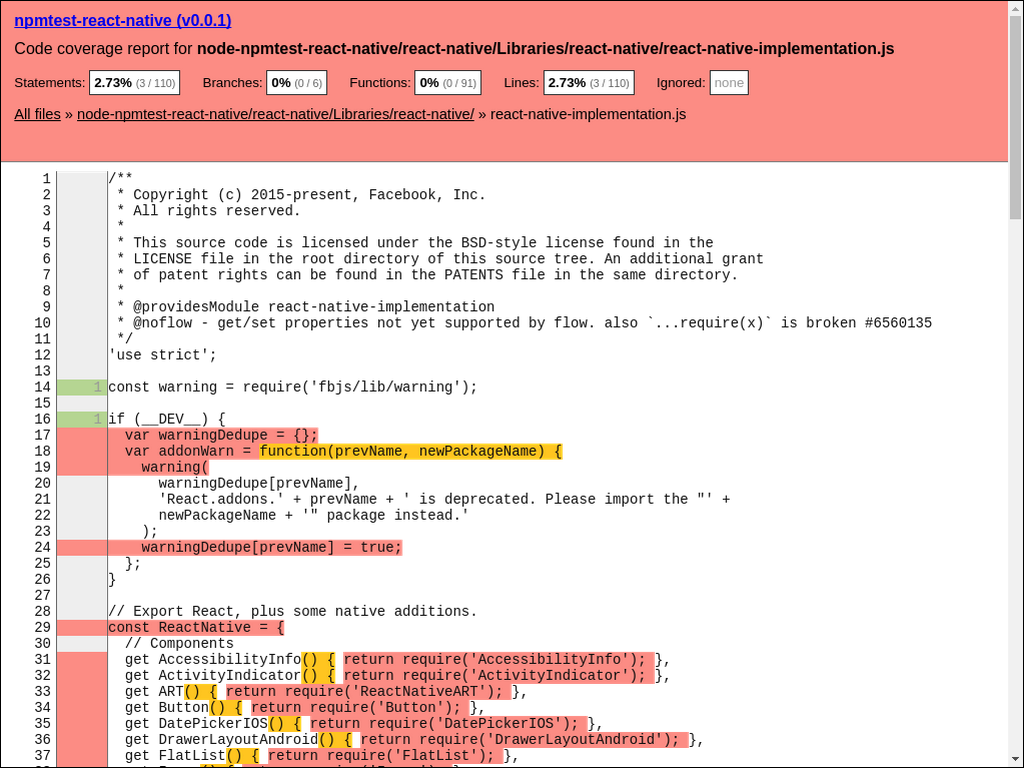 npmtest-react-native (v0.0.1)
Code coverage report for node-npmtest-react-native/react-native/Libraries/react-native/react-native-implementation.js
Statements: 2.73% (3 / 110) Branches: 0% (0 / 6) Functions: 0% (0 / 91) Lines: 2.73% (3 / 110) Ignored: none
All files » node-npmtest-react-native/react-native/Libraries/react-native/ » react-native-implementation.js
1 /**
2  * Copyright (c) 2015-present, Facebook, Inc.
3  * All rights reserved.
4  *
5  * This source code is licensed under the BSD-style license found in the
6  * LICENSE file in the root directory of this source tree. An additional grant
7  * of patent rights can be found in the PATENTS file in the same directory.
8  *
9  * @providesModule react-native-implementation
10  * @noflow - get/set properties not yet supported by flow. also `...require(x)` is broken #6560135
11  */
12 'use strict';
13
14 1 const warning = require('fbjs/lib/warning');
15
16 1 if (__DEV__) {
17   var warningDedupe = {};
18   var addonWarn = function(prevName, newPackageName) {
19     warning(
20       warningDedupe[prevName],
21       'React.addons.' + prevName + ' is deprecated. Please import the "' +
22       newPackageName + '" package instead.'
23     );
24     warningDedupe[prevName] = true;
25   };
26 }
27
28 // Export React, plus some native additions.
29 const ReactNative = {
30   // Components
31   get AccessibilityInfo() { return require('AccessibilityInfo'); },
32   get ActivityIndicator() { return require('ActivityIndicator'); },
33   get ART() { return require('ReactNativeART'); },
34   get Button() { return require('Button'); },
35   get DatePickerIOS() { return require('DatePickerIOS'); },
36   get DrawerLayoutAndroid() { return require('DrawerLayoutAndroid'); },
37   get FlatList() { return require('FlatList'); },